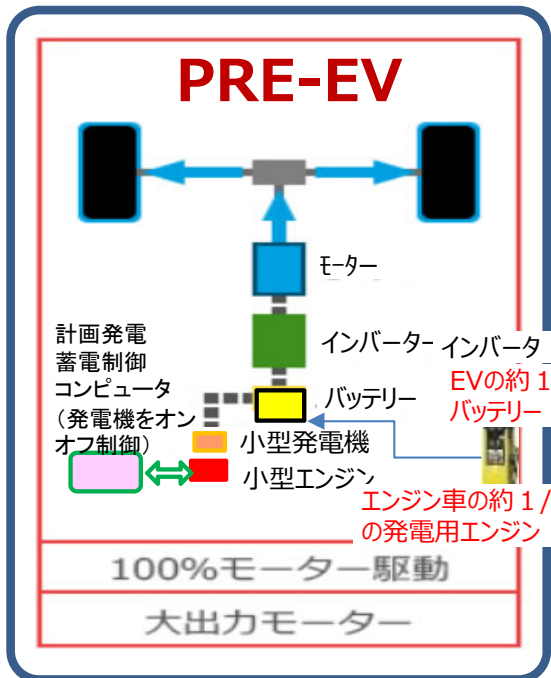 PRE-EV
モーター
インバーター
インバータ
計画発電
蓄電制御
コンピュータ
（発電機をオン
オフ制御）
EVの約１
バッテリー
バッテリー
小型発電機
小型エンジン
エンジン車の約１/
の発電用エンジン
100%モーター駆動
大出力モーター